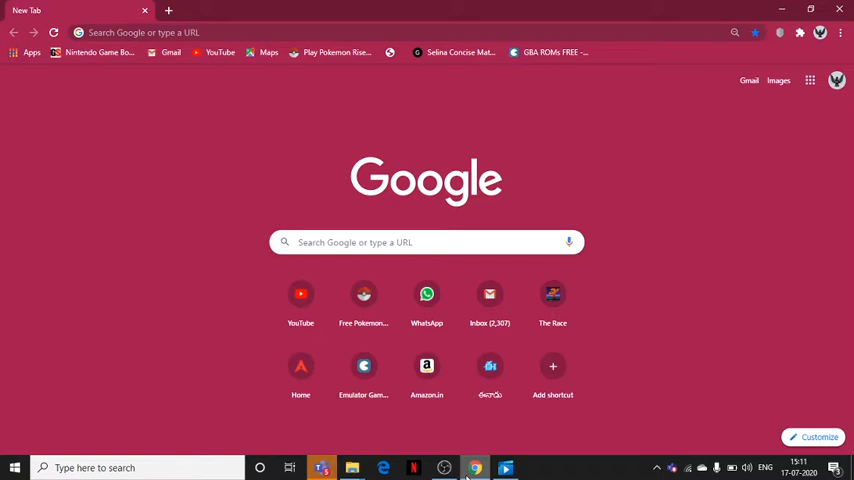 New Tab
Search Google or type a URL
Apps Nintendo Game Bo... Gmail YouTube Maps Play Pokemon Rise... Selina Concise Mat... GBA ROMs FREE -...
Gmail Images
Google
Search Google or type a URL
YouTube Free Pokemon... WhatsApp Inbox (2,307) The Race
Home Emulator Gam... Amazon.in ఈనాడు Add shortcut
Customize
Type here to search
ENG
15:11
17-07-2020